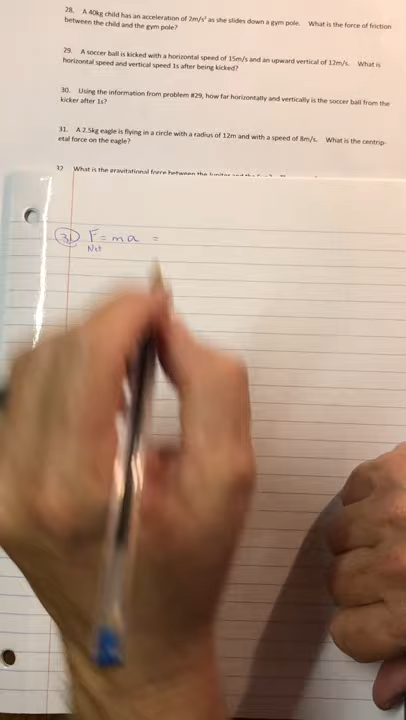 28. A 40kg child has an acceleration of 2m/s² as she slides down a gym pole. What is the force of friction
between the child and the gym pole?
29. A soccer ball is kicked with a horizontal speed of 15m/s and an upward vertical of 12m/s. What is
horizontal speed and vertical speed 1s after being kicked?
30. Using the information from problem #29, how far horizontally and vertically is the soccer ball from the
kicker after 1s?
31. A 2.5kg eagle is flying in a circle with a radius of 12m and with a speed of 8m/s. What is the centrip-
etal force on the eagle?
32 What is the gravitational force between the Jupiter and the
31 F = ma =
Net